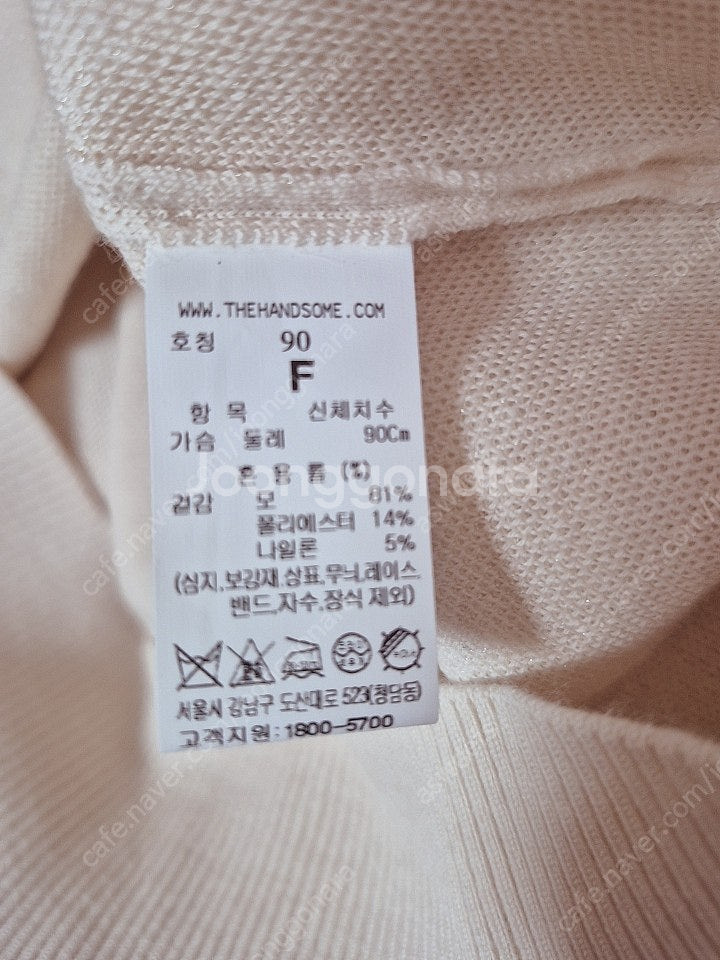 WWW.THEHANDSOME.COM
호칭 90
F
항 목 신체치수
가슴 둘레 90Cm
혼 용 률 (%)
겉감 모 81%
폴리에스터 14%
나일론 5%
(심지,보강재,상표,무늬,레이스,
밴드,자수,장식 제외)
서울시 강남구 도산대로 523(청담동)
고객지원:1800-5700
Joonggonara